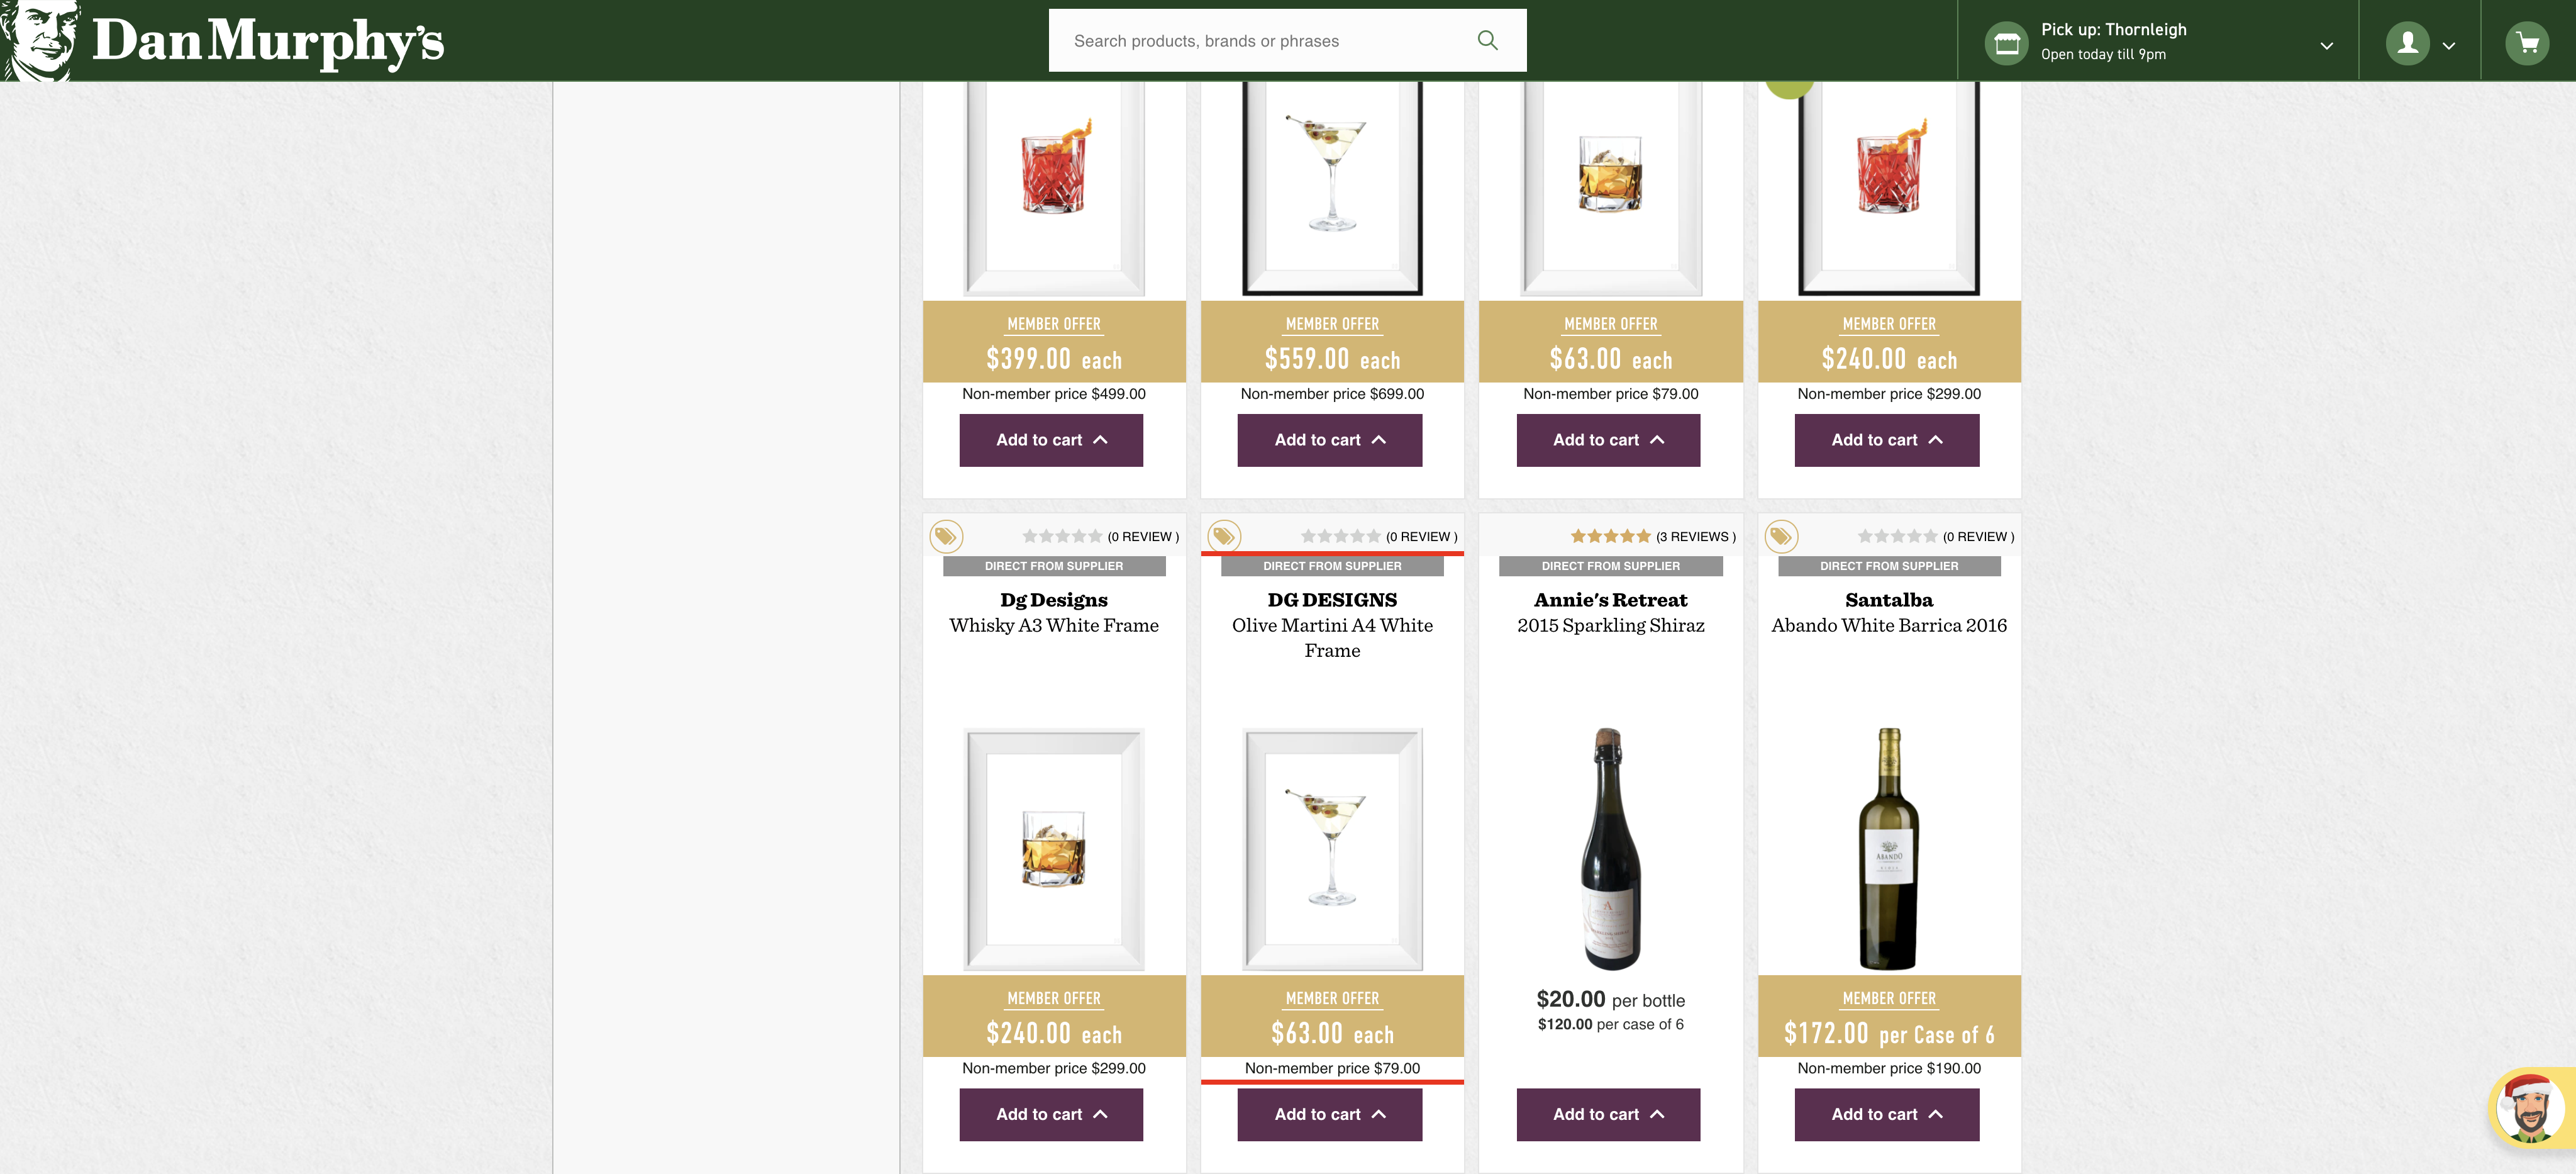 Dan Murphy's
Search products, brands or phrases
Pick up: Thornleigh
Open today till 9pm
MEMBER OFFER
$399.00 each
Non-member price $499.00
Add to cart
MEMBER OFFER
$559.00 each
Non-member price $699.00
Add to cart
MEMBER OFFER
$63.00 each
Non-member price $79.00
Add to cart
MEMBER OFFER
$240.00 each
Non-member price $299.00
Add to cart
(0 REVIEW )
DIRECT FROM SUPPLIER
Dg Designs
Whisky A3 White Frame
MEMBER OFFER
$240.00 each
Non-member price $299.00
Add to cart
(0 REVIEW )
DIRECT FROM SUPPLIER
DG DESIGNS
Olive Martini A4 White
Frame
MEMBER OFFER
$63.00 each
Non-member price $79.00
Add to cart
(3 REVIEWS )
DIRECT FROM SUPPLIER
Annie's Retreat
2015 Sparkling Shiraz
A
$20.00 per bottle
$120.00 per case of 6
Add to cart
(0 REVIEW )
DIRECT FROM SUPPLIER
Santalba
Abando White Barrica 2016
ABANDO
MEMBER OFFER
$172.00 per Case of 6
Non-member price $190.00
Add to cart